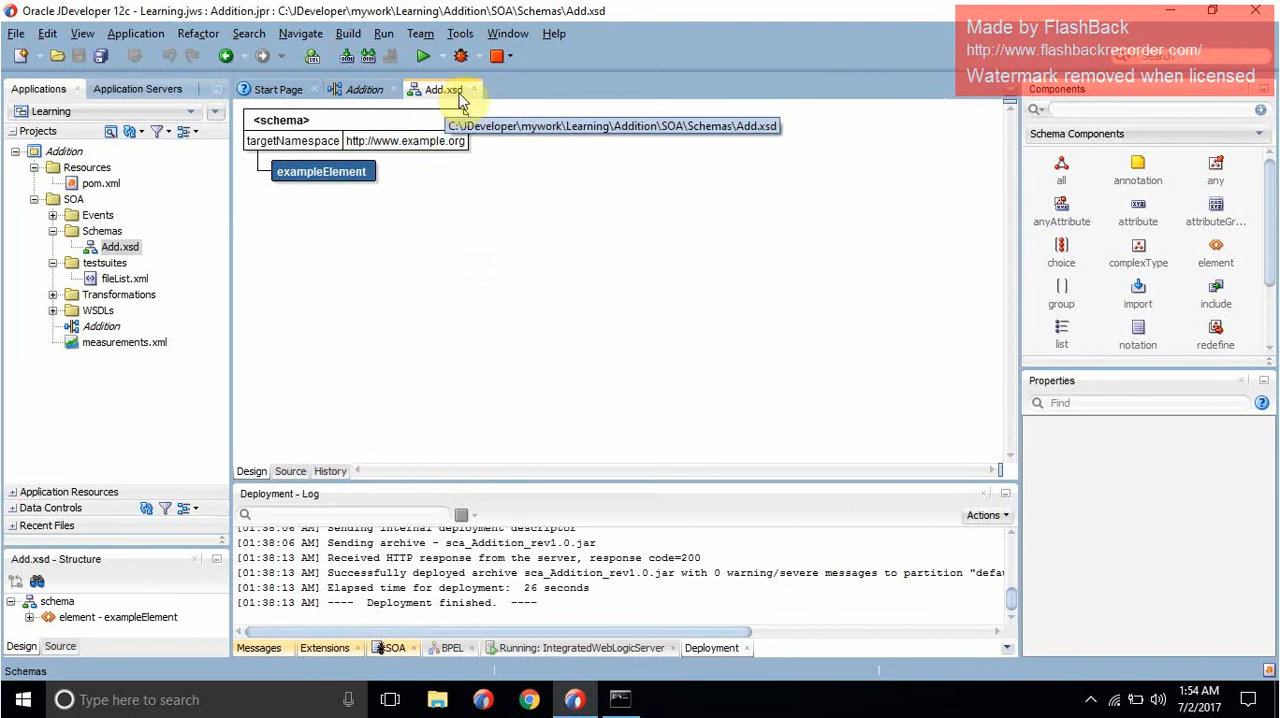 Oracle JDeveloper 12c - Learning.jws : Addition.jpr : C:\JDeveloper\mywork\Learning\Addition\SOA\Schemas\Add.xsd
Made by FlashBack
http://www.flashbackrecorder.com/
Watermark removed when licensed
File Edit View Application Refactor Search Navigate Build Run Team Tools Window Help
Search
Applications
Application Servers
Start Page
Addition
Add.xsd
Components
Learning
<schema>
C:\JDeveloper\mywork\Learning\Addition\SOA\Schemas\Add.xsd
Projects
targetNamespace http://www.example.org
Schema Components
Addition
exampleElement
Resources
pom.xml
all annotation any
SOA
Events
anyAttribute attribute attributeGr...
Schemas
Add.xsd
testsuites
choice complexType element
fileList.xml
Transformations
group import include
WSDLs
Addition
measurements.xml
list notation redefine
Properties
Find
Design Source History
Application Resources
Data Controls
Recent Files
Deployment - Log
Actions
[01:38:06 AM] Sending internal deployment descriptor
[01:38:06 AM] Sending archive - sca_Addition_rev1.0.jar
[01:38:13 AM] Received HTTP response from the server, response code=200
[01:38:13 AM] Successfully deployed archive sca_Addition_rev1.0.jar with 0 warning/severe messages to partition "defau
[01:38:13 AM] Elapsed time for deployment: 26 seconds
[01:38:13 AM] ---- Deployment finished. ----
Add.xsd - Structure
schema
element - exampleElement
Design Source
Messages Extensions SOA BPEL Running: IntegratedWebLogicServer Deployment
Schemas
Type here to search
1:54 AM
7/2/2017